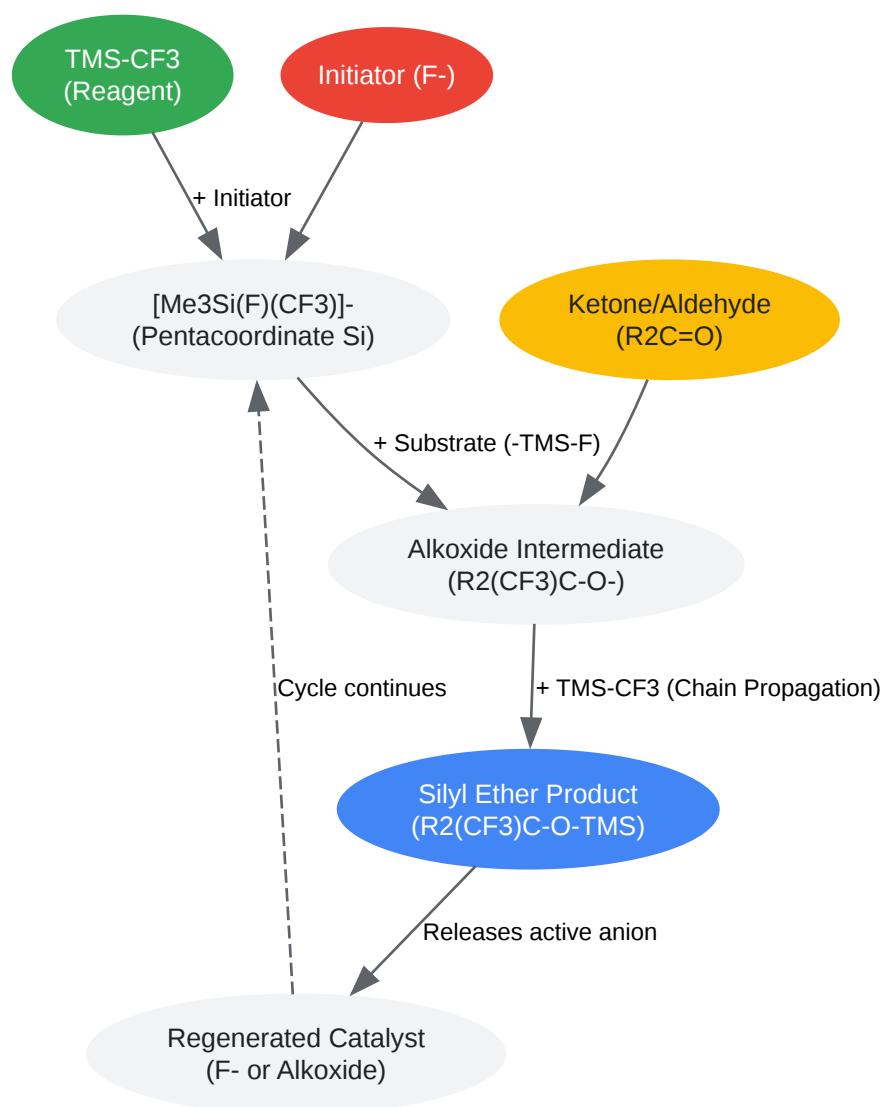 TMS-CF3
(Reagent)
Initiator (F-)
+ Initiator
[Me3Si(F)(CF3)]-
(Pentacoordinate Si)
Ketone/Aldehyde
(R2C=O)
+ Substrate (-TMS-F)
Alkoxide Intermediate
(R2(CF3)C-O-)
Cycle continues
+ TMS-CF3 (Chain Propagation)
Silyl Ether Product
(R2(CF3)C-O-TMS)
Releases active anion
Regenerated Catalyst
(F- or Alkoxide)